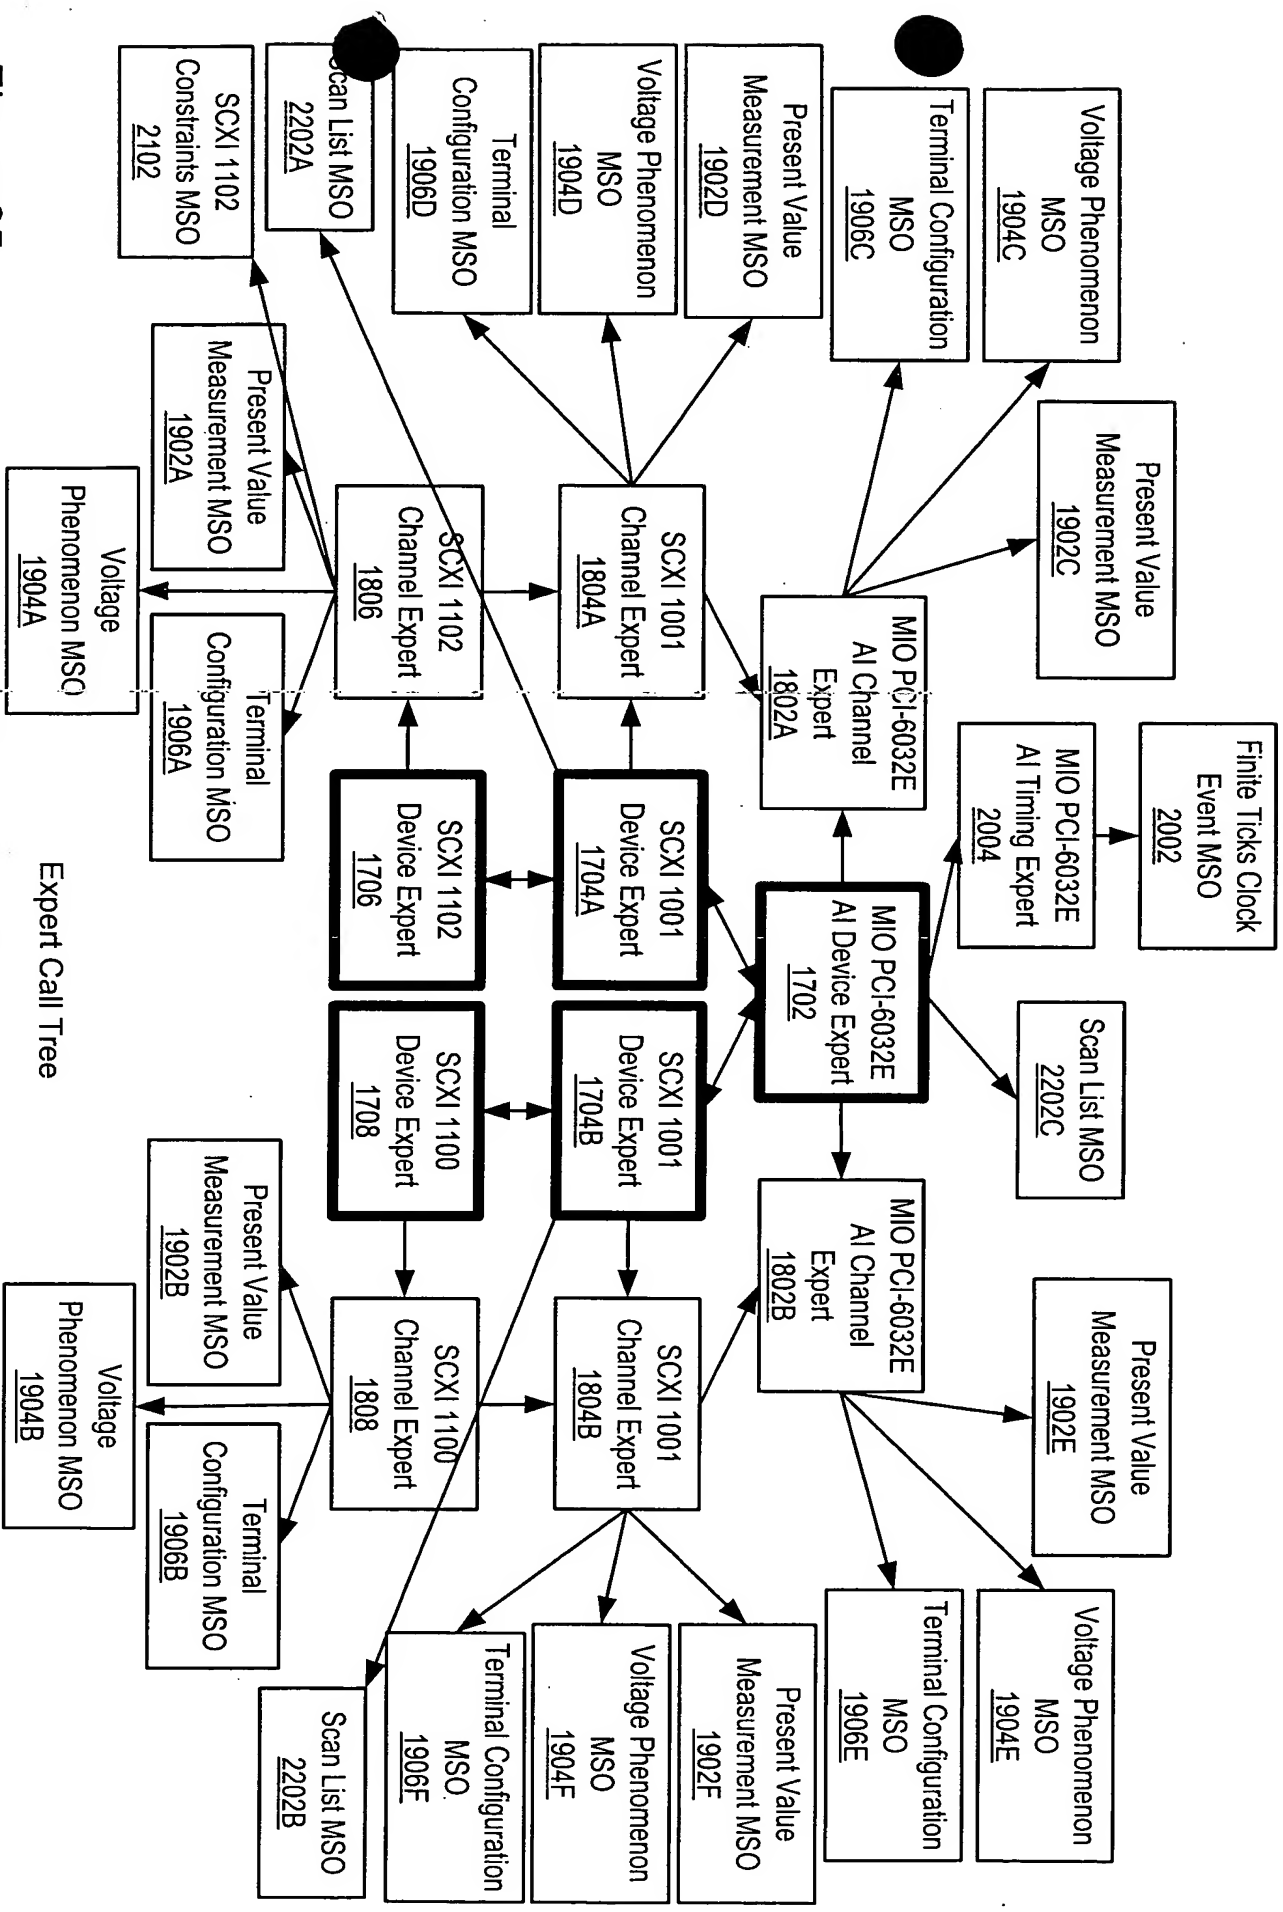 Finite Ticks Clock
Event MSO
2002
Present Value
Measurement MSO
1902C
Present Value
Measurement MSO
1902E
Voltage Phenomenon
MSO
1904C
MIO PCI-6032E
AI Timing Expert
2004
Scan List MSO
2202C
Voltage Phenomenon
MSO
1904E
Terminal Configuration
MSO
1906C
MIO PCI-6032E
AI Channel
Expert
1802A
MIO PCI-6032E
AI Device Expert
1702
MIO PCI-6032E
AI Channel
Expert
1802B
Terminal Configuration
MSO
1906E
Present Value
Measurement MSO
1902D
SCXI 1001
Channel Expert
1804A
SCXI 1001
Device Expert
1704A
SCXI 1001
Device Expert
1704B
SCXI 1001
Channel Expert
1804B
Present Value
Measurement MSO
1902F
Voltage Phenomenon
MSO
1904D
Voltage Phenomenon
MSO
1904F
Terminal
Configuration MSO
1906D
SCXI 1102
Channel Expert
1806
SCXI 1102
Device Expert
1706
SCXI 1100
Device Expert
1708
SCXI 1100
Channel Expert
1808
Terminal Configuration
MSO
1906F
Scan List MSO
2202A
Scan List MSO
2202B
SCXI 1102
Constraints MSO
2102
Present Value
Measurement MSO
1902A
Terminal
Configuration MSO
1906A
Present Value
Measurement MSO
1902B
Terminal
Configuration MSO
1906B
Voltage
Phenomenon MSO
1904A
Voltage
Phenomenon MSO
1904B
Expert Call Tree